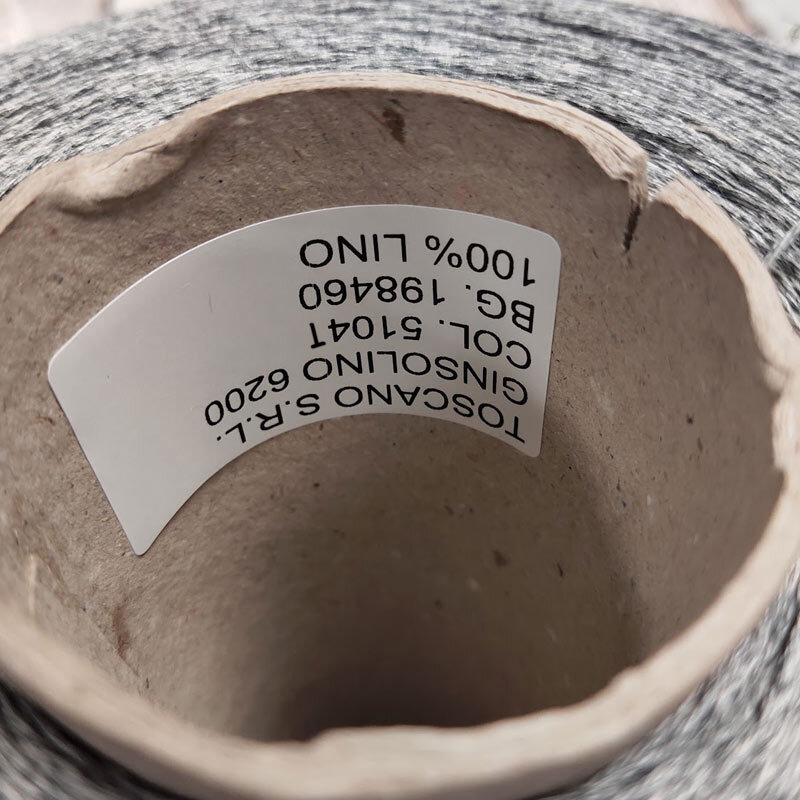 TOSCANO S.R.L.
GINSOLINO 6200
COL. 5104T
BG. 198460
100% LINO